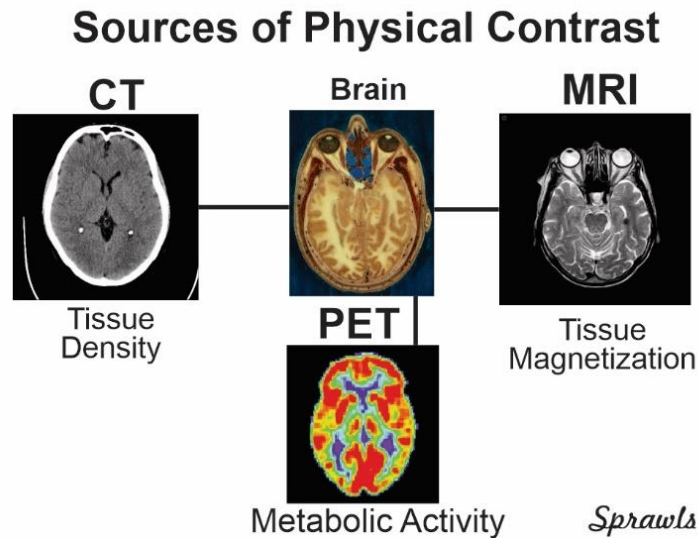 Sources of Physical Contrast
CT
Brain
MRI
Tissue
Density
PET
Tissue
Magnetization
Metabolic Activity
Sprawls